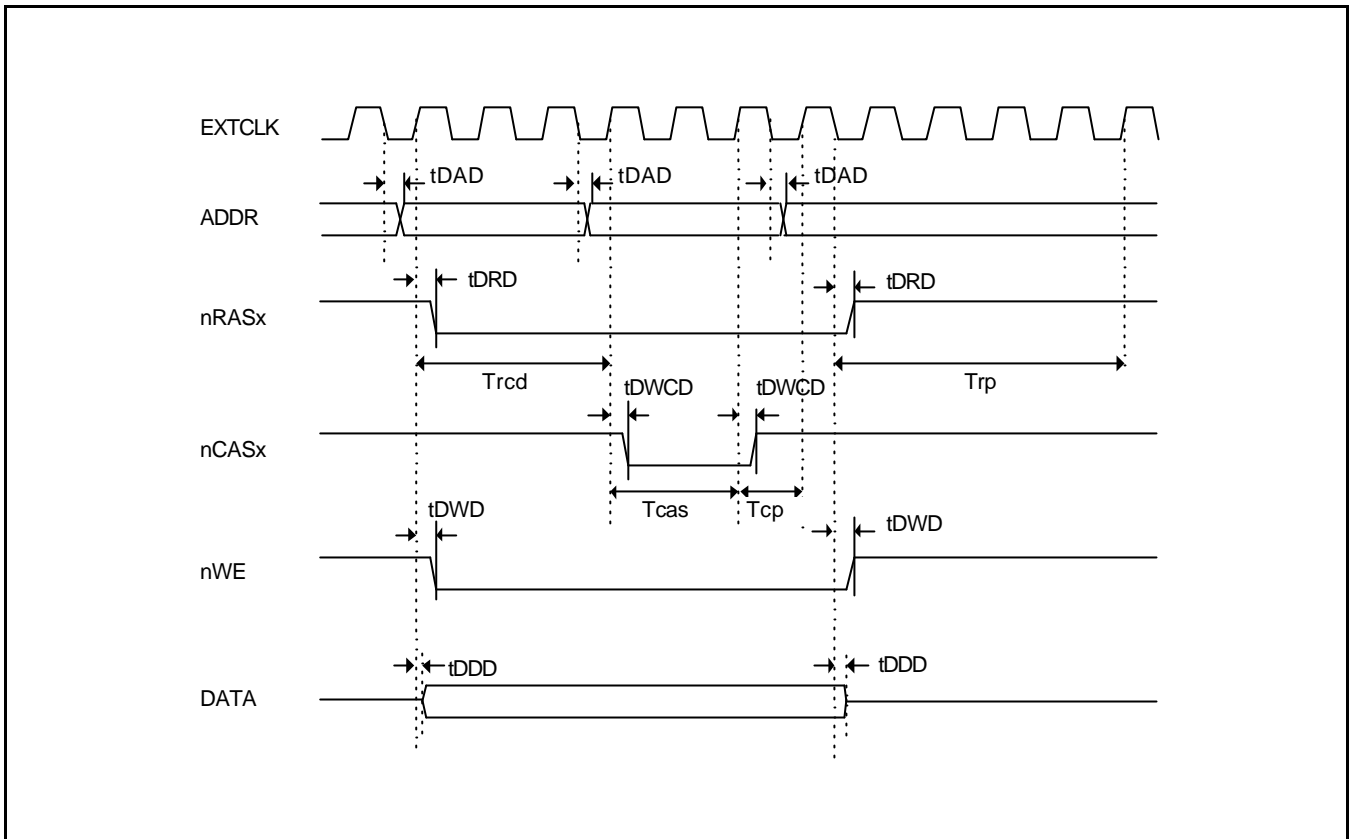 EXTCLK
tDAD tDAD tDAD
ADDR
tDRD tDRD
nRASx
Trcd Trp
tDWCD tDWCD
nCASx
Tcas Tcp
tDWD tDWD
nWE
tDDD tDDD
DATA